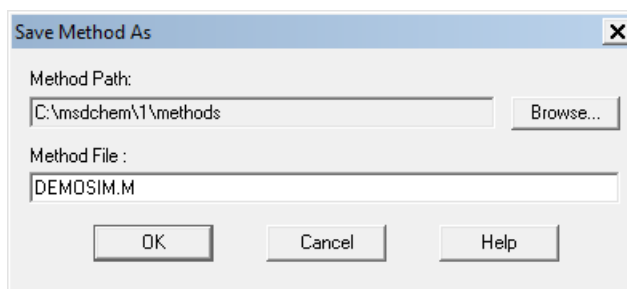 Save Method As
Method Path:
C:\msdchem\1\methods
Browse...
Method File :
DEMOSIM.M
OK Cancel Help